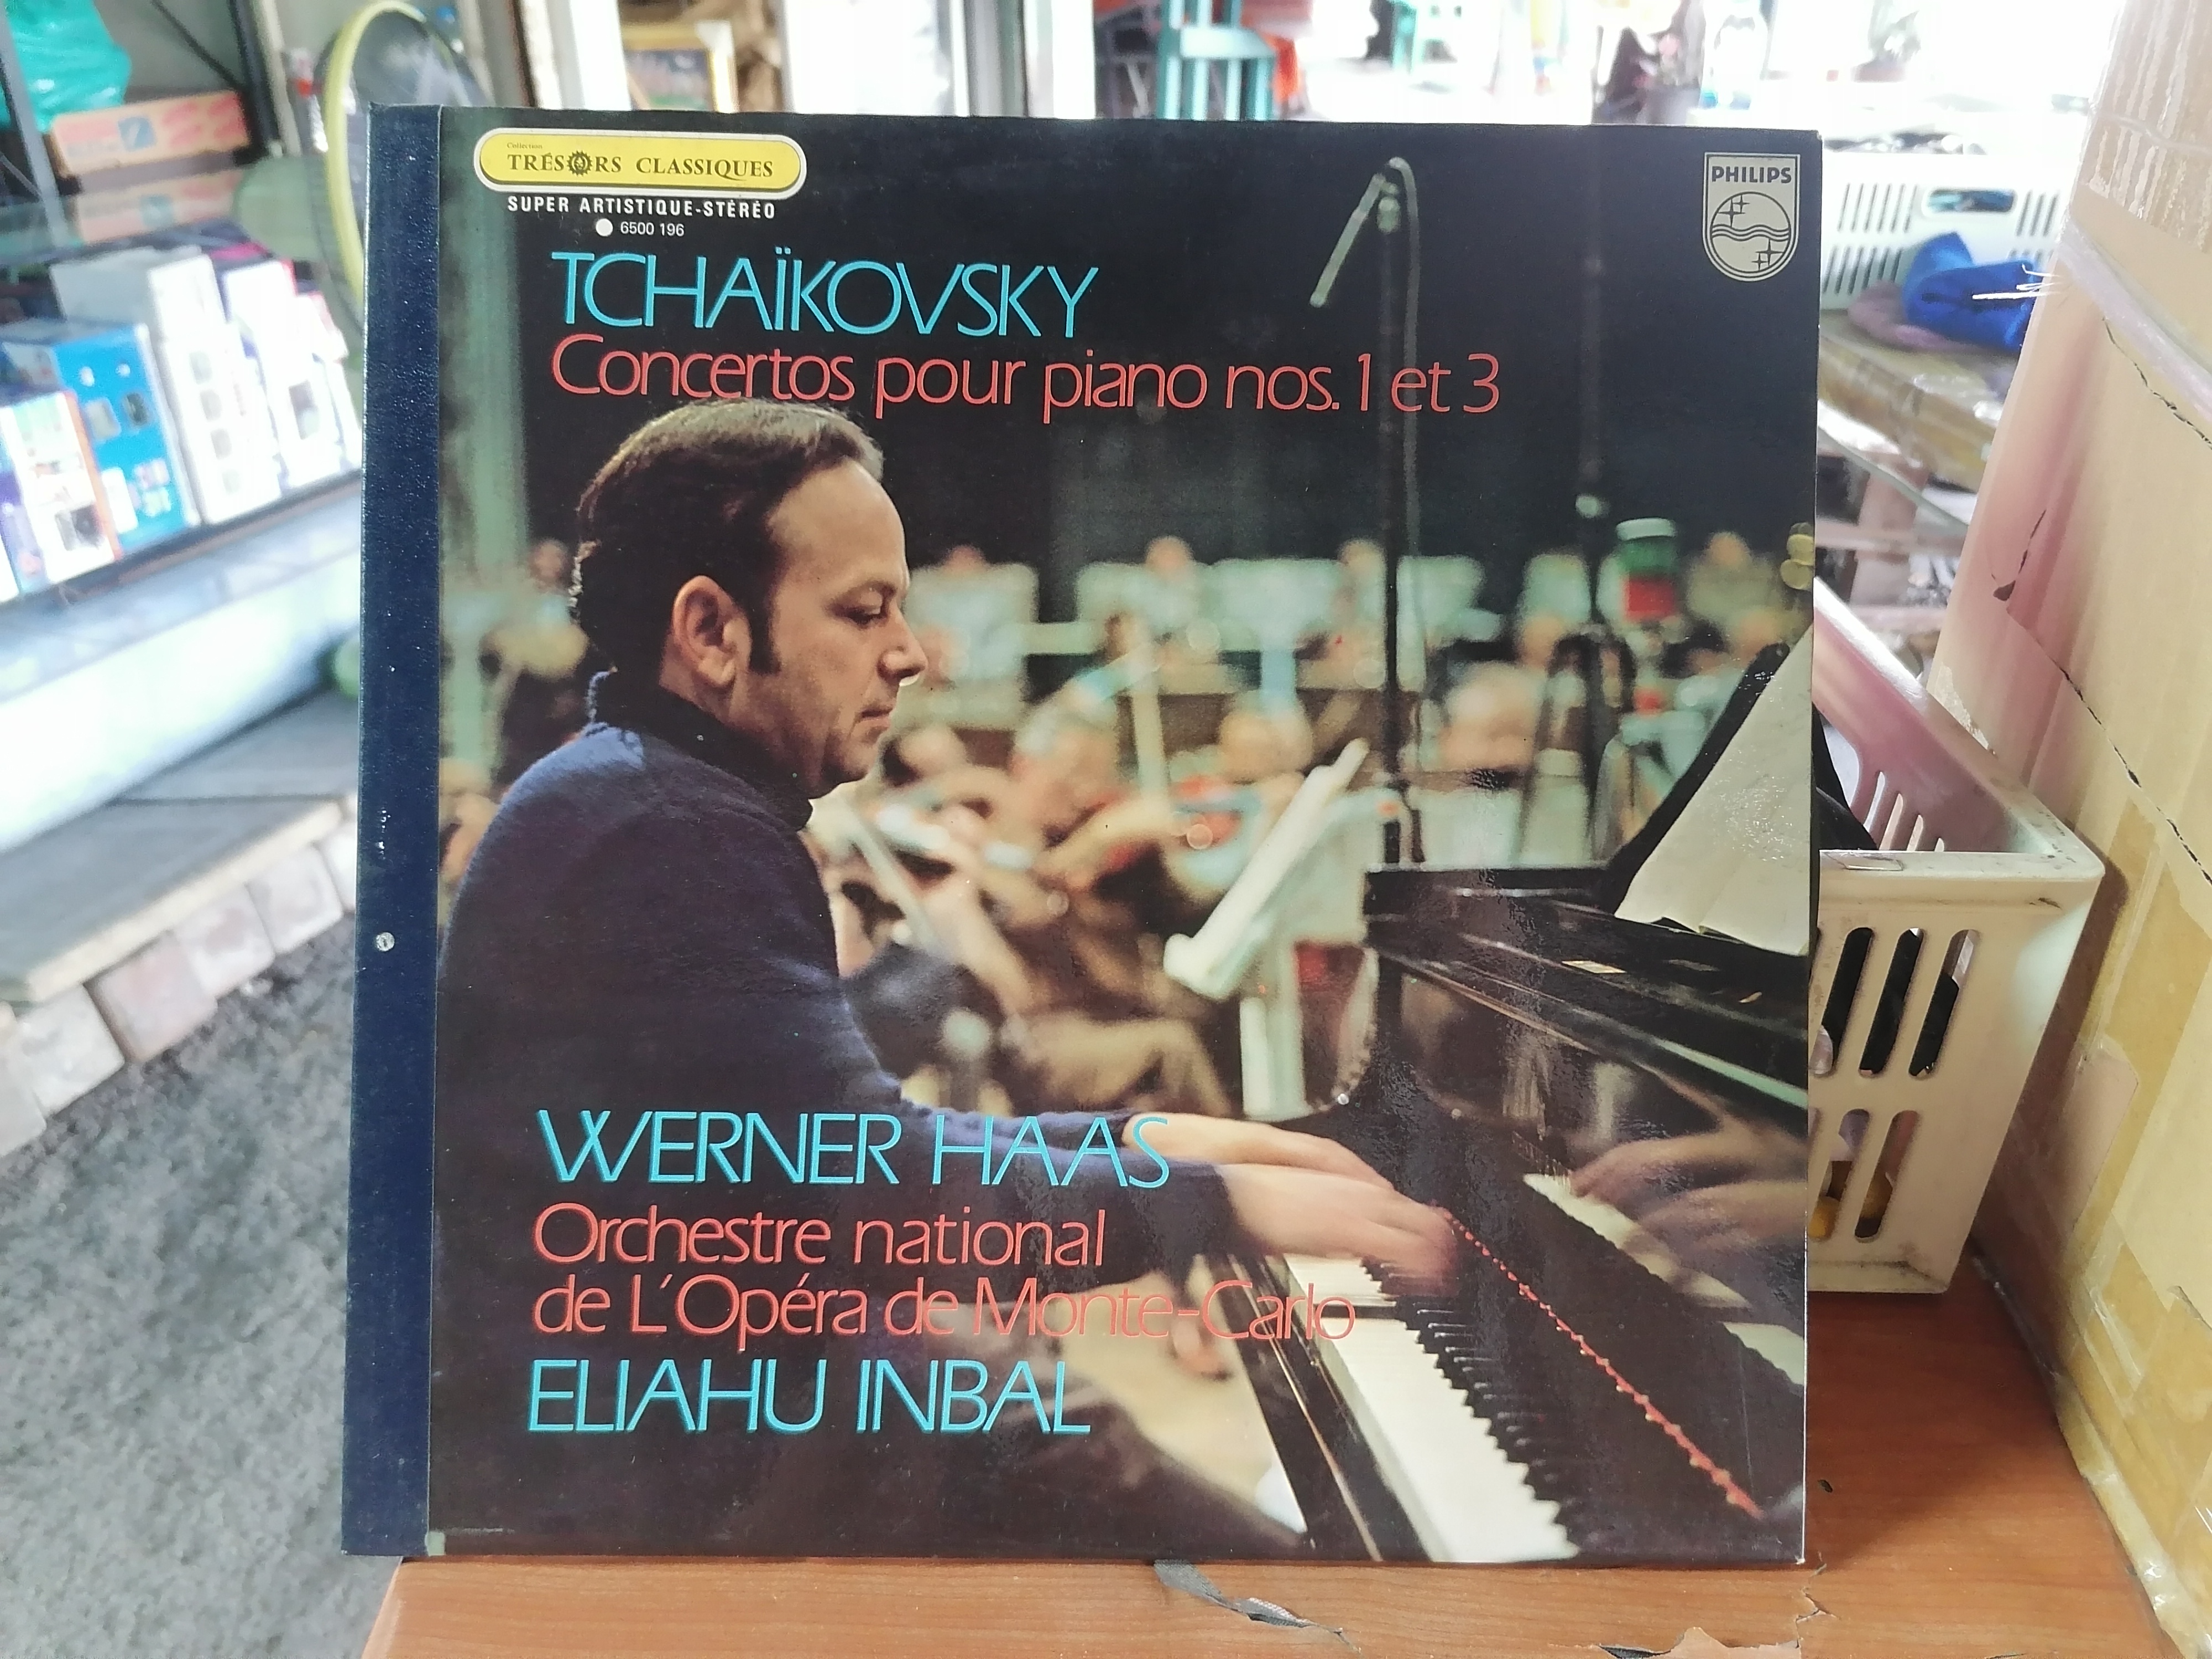 Collection
TRÉSORS CLASSIQUES
SUPER ARTISTIQUE-STÉRÉO
6500 196
PHILIPS
TCHAÏKOVSKY
Concertos pour piano nos. 1 et 3
WERNER HAAS
Orchestre national
de L'Opéra de Monte-Carlo
ELIAHU INBAL